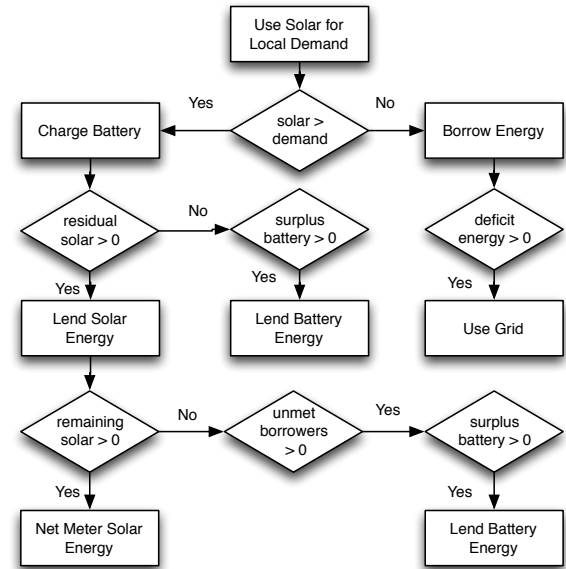 Use Solar for
Local Demand
Yes
No
solar >
demand
Charge Battery
Borrow Energy
residual
solar > 0
No
surplus
battery > 0
deficit
energy > 0
Yes
Yes
Yes
Lend Solar
Energy
Lend Battery
Energy
Use Grid
remaining
solar > 0
No
unmet
borrowers
> 0
Yes
surplus
battery > 0
Yes
Yes
Net Meter Solar
Energy
Lend Battery
Energy